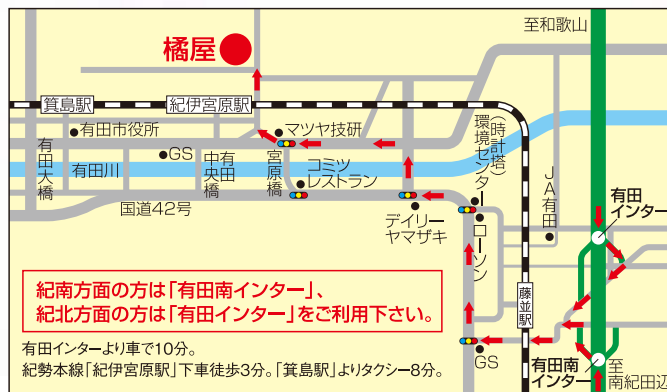 至和歌山
橘屋
箕島駅
紀伊宮原駅
有田市役所
マツヤ技研
GS
有田川
有田大橋
中央橋
有田
宮原橋
コミツ
レストラン
国道42号
デイリー
ヤマザキ
環境センター
(時計塔)
ローソン
JA有田
有田
インター
藤並駅
GS
有田南
インター
至
南紀田辺
紀南方面の方は「有田南インター」、
紀北方面の方は「有田インター」をご利用下さい。
有田インターより車で10分。
紀勢本線「紀伊宮原駅」下車徒歩3分。「箕島駅」よりタクシー8分。